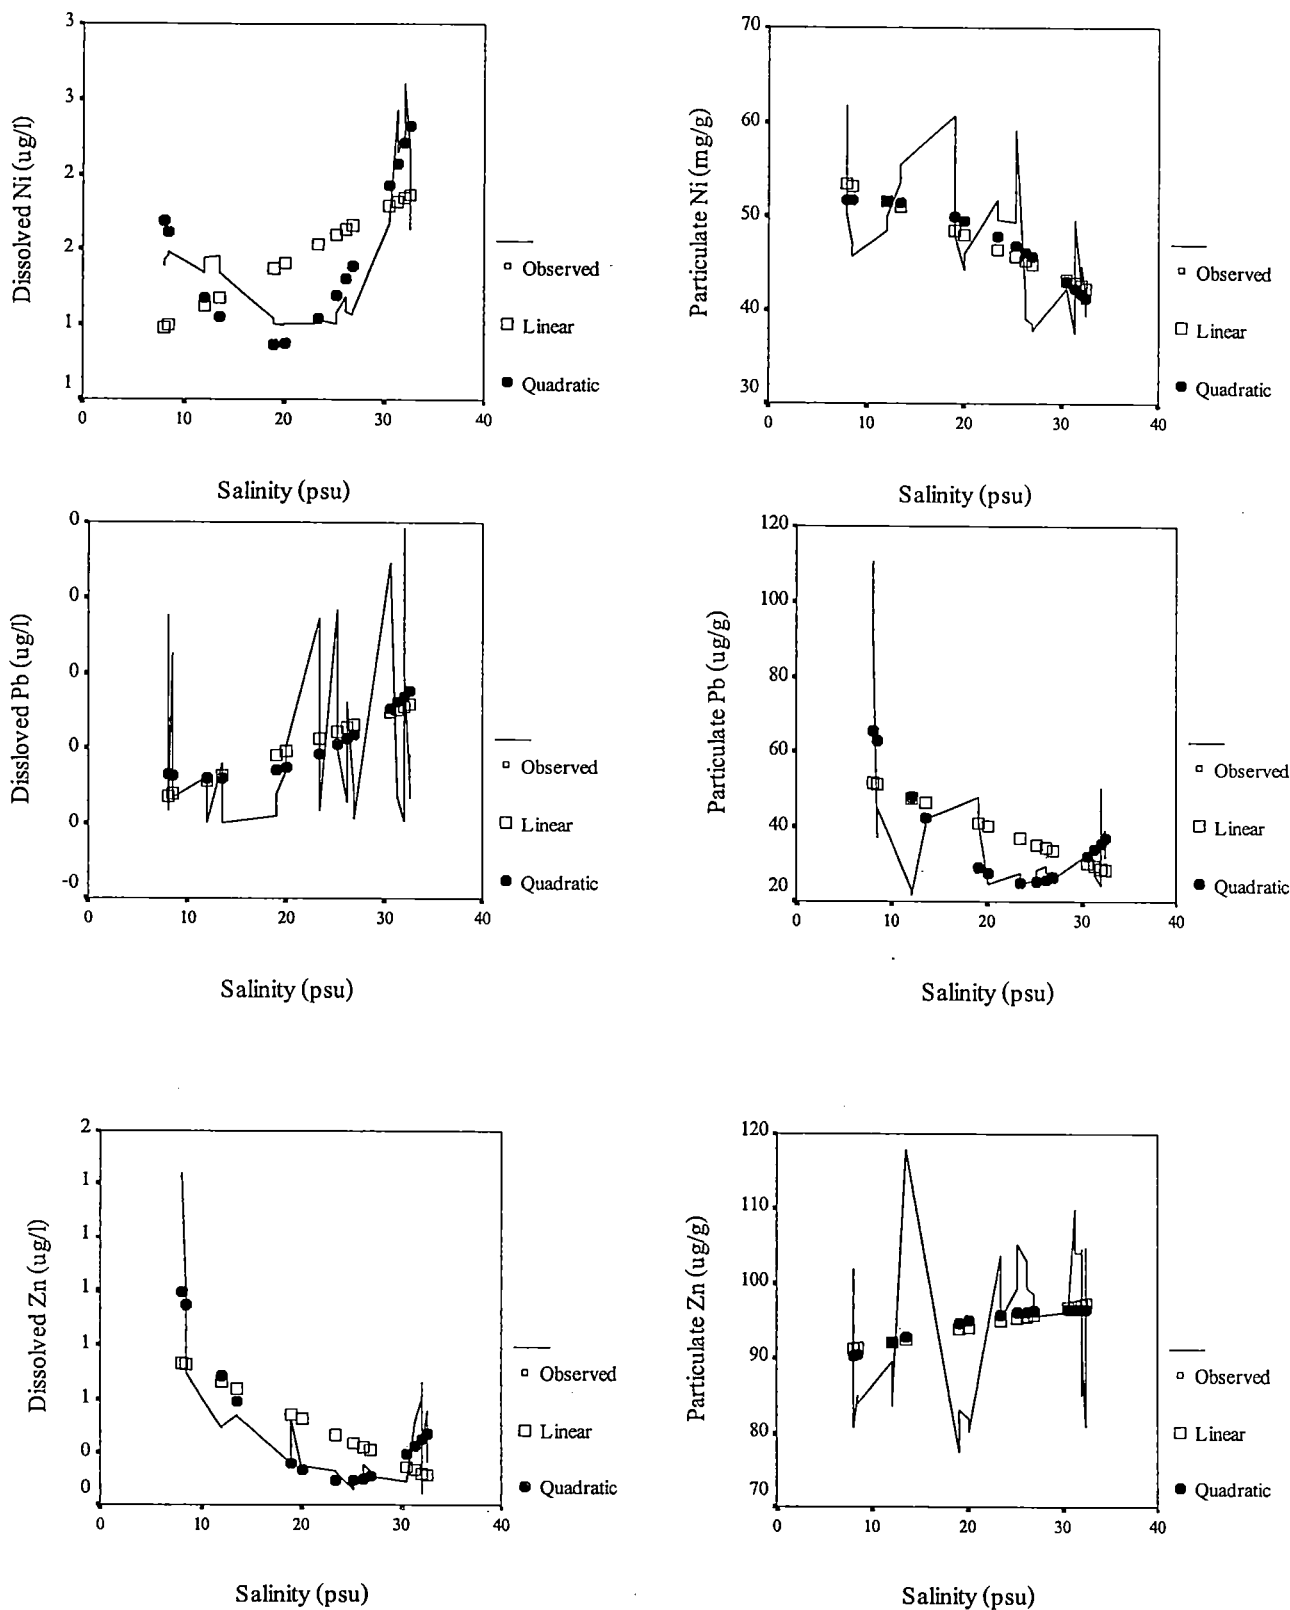 3
3
2
2
1
1
Dissolved Ni (ug/l)
0 10 20 30 40
Salinity (psu)
Observed
Linear
Quadratic
70
60
50
40
30
Particulate Ni (mg/g)
0 10 20 30 40
Salinity (psu)
Observed
Linear
Quadratic
0
0
0
0
0
-0
Dissloved Pb (ug/l)
0 10 20 30 40
Salinity (psu)
Observed
Linear
Quadratic
120
100
80
60
40
20
Particulate Pb (ug/g)
0 10 20 30 40
Salinity (psu)
Observed
Linear
Quadratic
2
1
1
1
1
1
0
0
Dissolved Zn (ug/l)
0 10 20 30 40
Salinity (psu)
Observed
Linear
Quadratic
120
110
100
90
80
70
Particulate Zn (ug/g)
0 10 20 30 40
Salinity (psu)
Observed
Linear
Quadratic